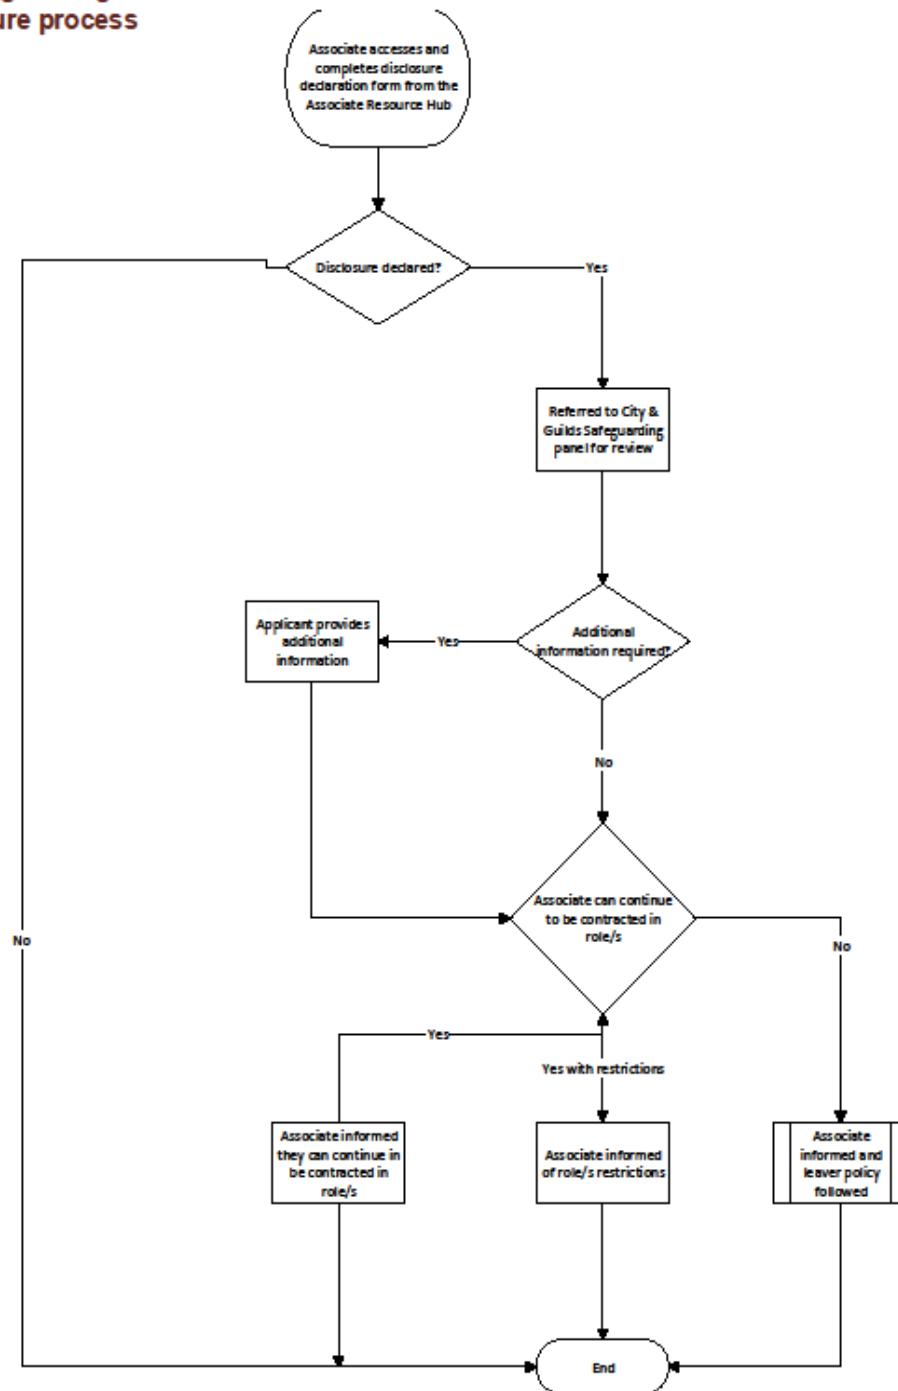 ure process
Associate accesses and
completes disclosure
declaration form from the
Associate Resource Hub
Disclosure declared?
Yes
Referred to City &
Guilds Safeguarding
panel for review
Applicant provides
additional
information
Yes
Additional
information required?
No
Associate can continue
to be contracted in
role/s
No
No
Yes
Yes with restrictions
Associate informed
they can continue in
be contracted in
role/s
Associate informed
of role/s restrictions
Associate
informed and
leaver policy
followed
End